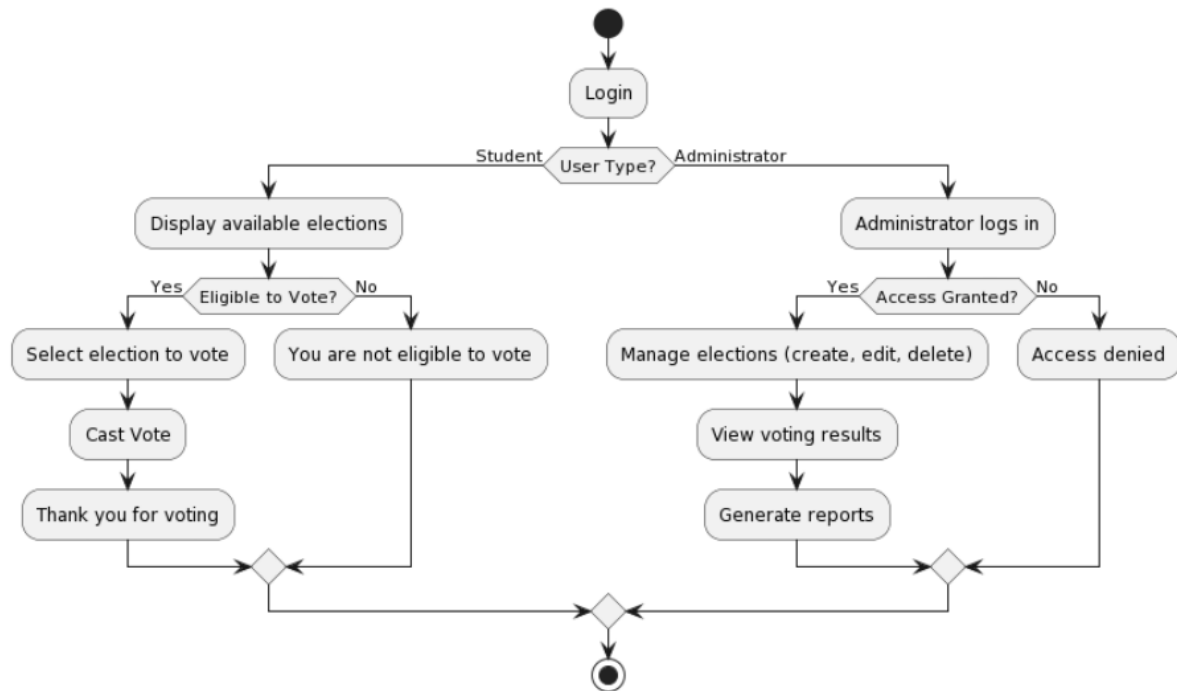 Login
Student
User Type?
Administrator
Display available elections
Administrator logs in
Yes
Eligible to Vote?
No
Yes
Access Granted?
No
Select election to vote
You are not eligible to vote
Manage elections (create, edit, delete)
Access denied
Cast Vote
View voting results
Thank you for voting
Generate reports